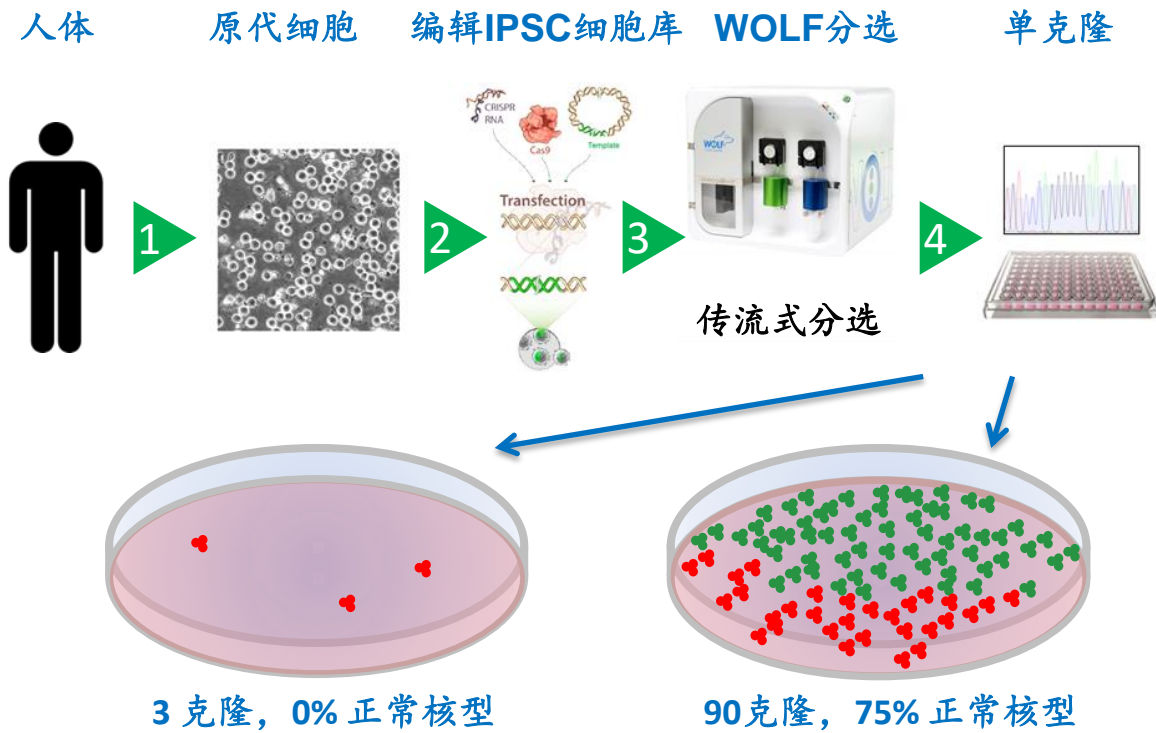 人体 原代细胞 编辑IPSC细胞库 WOLF分选 单克隆
CRISPR
RNA
Cas9
Template
WOLF
Transfection
1 2 3 4
传流式分选
3 克隆，0% 正常核型
90克隆，75% 正常核型